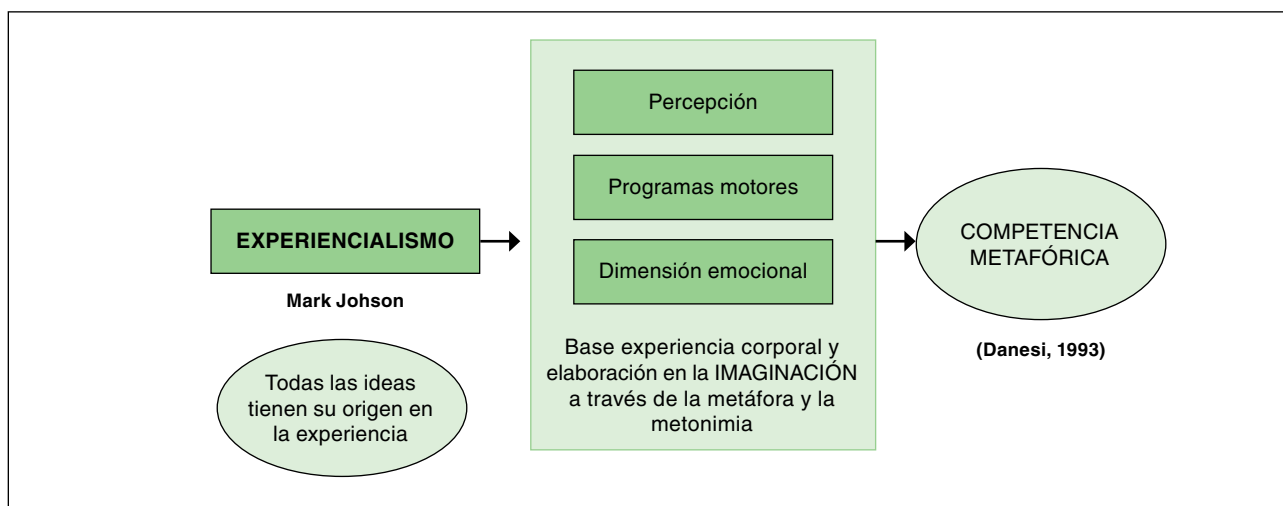 EXPERIENCIALISMO
Mark Johson
Todas las ideas
tienen su origen en
la experiencia
Percepción
Programas motores
Dimensión emocional
Base experiencia corporal y
elaboración en la IMAGINACIÓN
a través de la metáfora y la
metonimia
COMPETENCIA
METAFÓRICA
(Danesi, 1993)